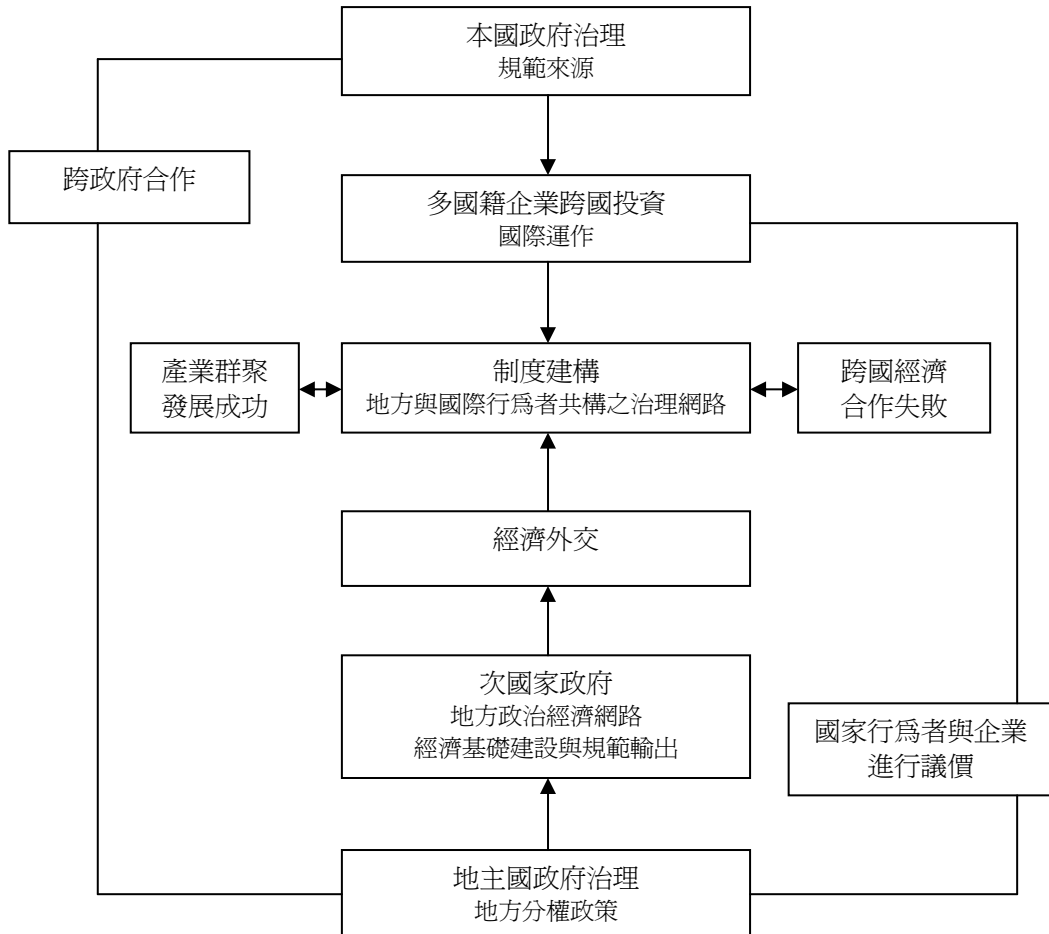 本國政府治理
規範來源
跨政府合作
多國籍企業跨國投資
國際運作
產業群聚
發展成功
制度建構
地方與國際行為者共構之治理網路
跨國經濟
合作失敗
經濟外交
次國家政府
地方政治經濟網路
經濟基礎建設與規範輸出
國家行為者與企業
進行議價
地主國政府治理
地方分權政策